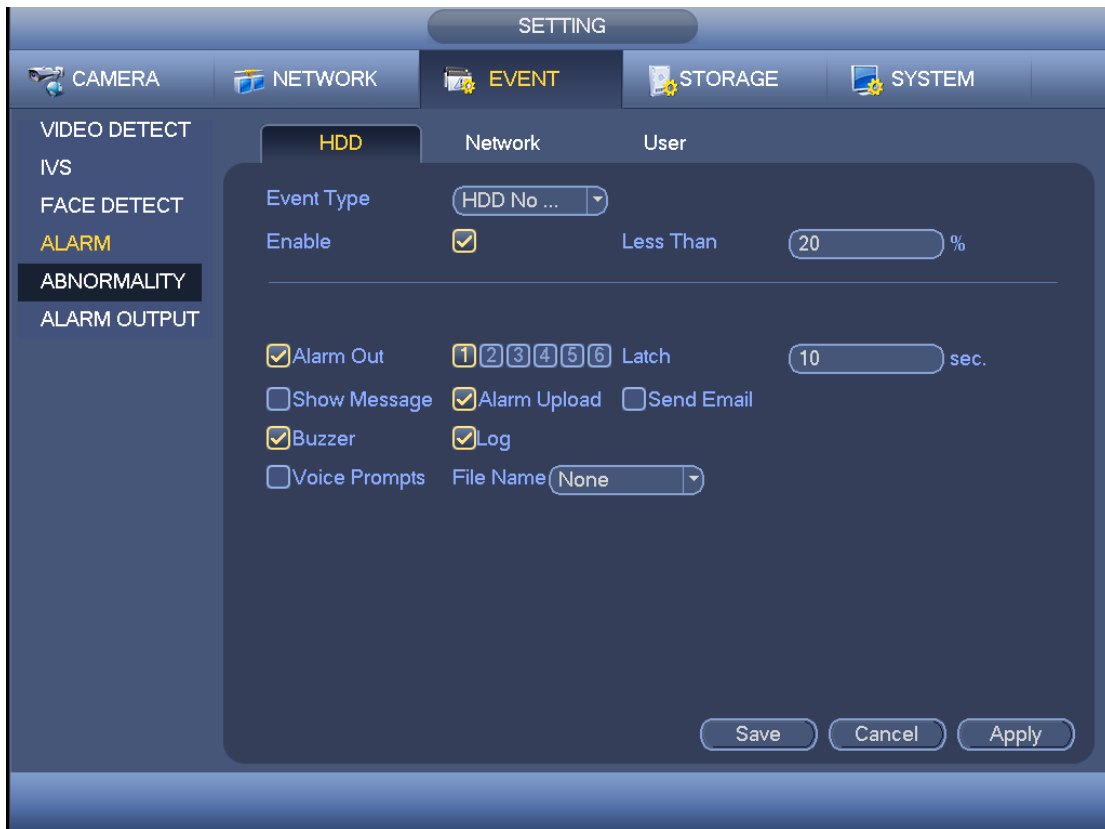 SETTING
CAMERA NETWORK EVENT STORAGE SYSTEM
VIDEO DETECT
IVS
FACE DETECT
ALARM
ABNORMALITY
ALARM OUTPUT
HDD Network User
Event Type HDD No ...
Enable Less Than 20 %
Alarm Out 1 2 3 4 5 6 Latch 10 sec.
Show Message Alarm Upload Send Email
Buzzer Log
Voice Prompts File Name None
Save Cancel Apply